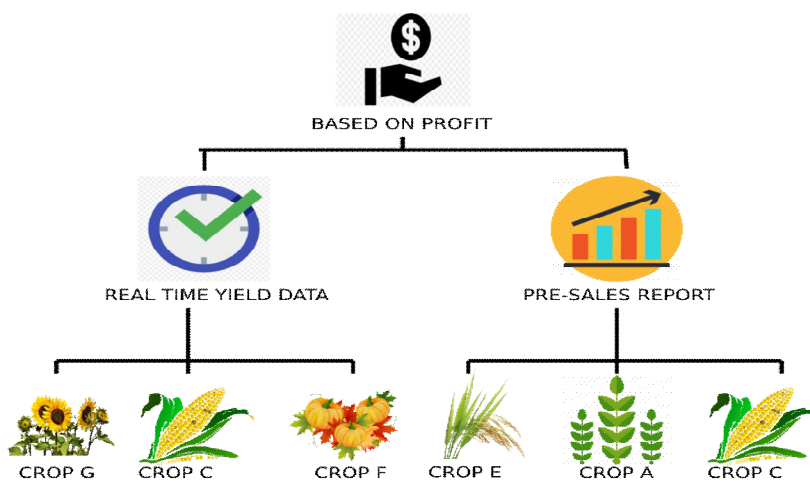 $
BASED ON PROFIT
REAL TIME YIELD DATA
PRE-SALES REPORT
CROP G
CROP C
CROP F
CROP E
CROP A
CROP C